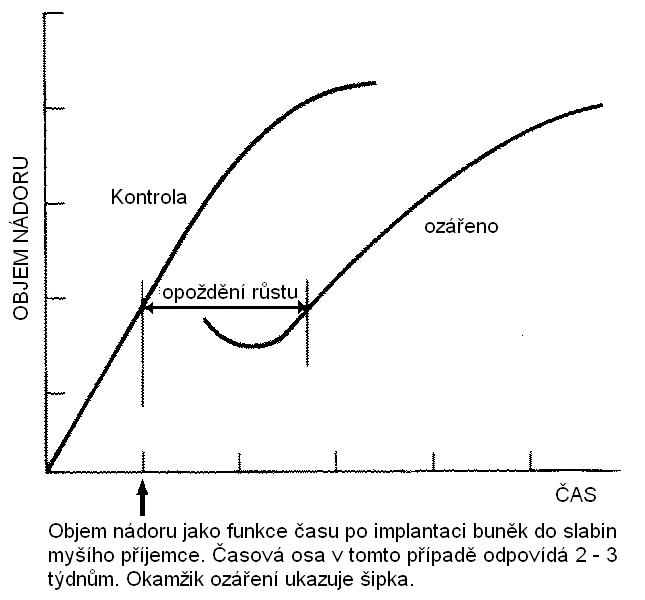 OBJEM NÁDORU
Kontrola
ozářeno
opoždění růstu
ČAS
Objem nádoru jako funkce času po implantaci buněk do slabin
myšího příjemce. Časová osa v tomto případě odpovídá 2 - 3
týdnům. Okamžik ozáření ukazuje šipka.